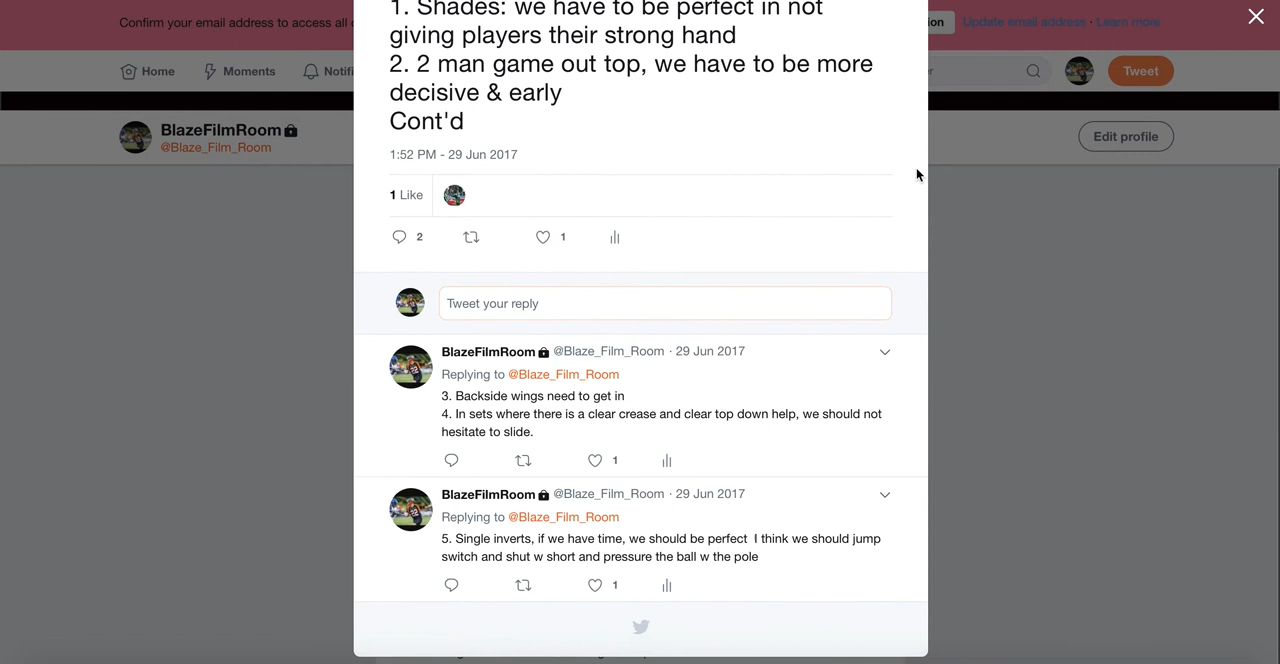 1. Shades: we have to be perfect in not
giving players their strong hand
2. 2 man game out top, we have to be more
decisive & early
Cont'd
1:52 PM - 29 Jun 2017
1 Like
2 1
Tweet your reply
BlazeFilmRoom @Blaze_Film_Room · 29 Jun 2017
Replying to @Blaze_Film_Room
3. Backside wings need to get in
4. In sets where there is a clear crease and clear top down help, we should not
hesitate to slide.
1
BlazeFilmRoom @Blaze_Film_Room · 29 Jun 2017
Replying to @Blaze_Film_Room
5. Single inverts, if we have time, we should be perfect I think we should jump
switch and shut w short and pressure the ball w the pole
1
Confirm your email address to access all
Update email address · Learn more
Home Moments
Tweet
BlazeFilmRoom
@Blaze_Film_Room
Edit profile